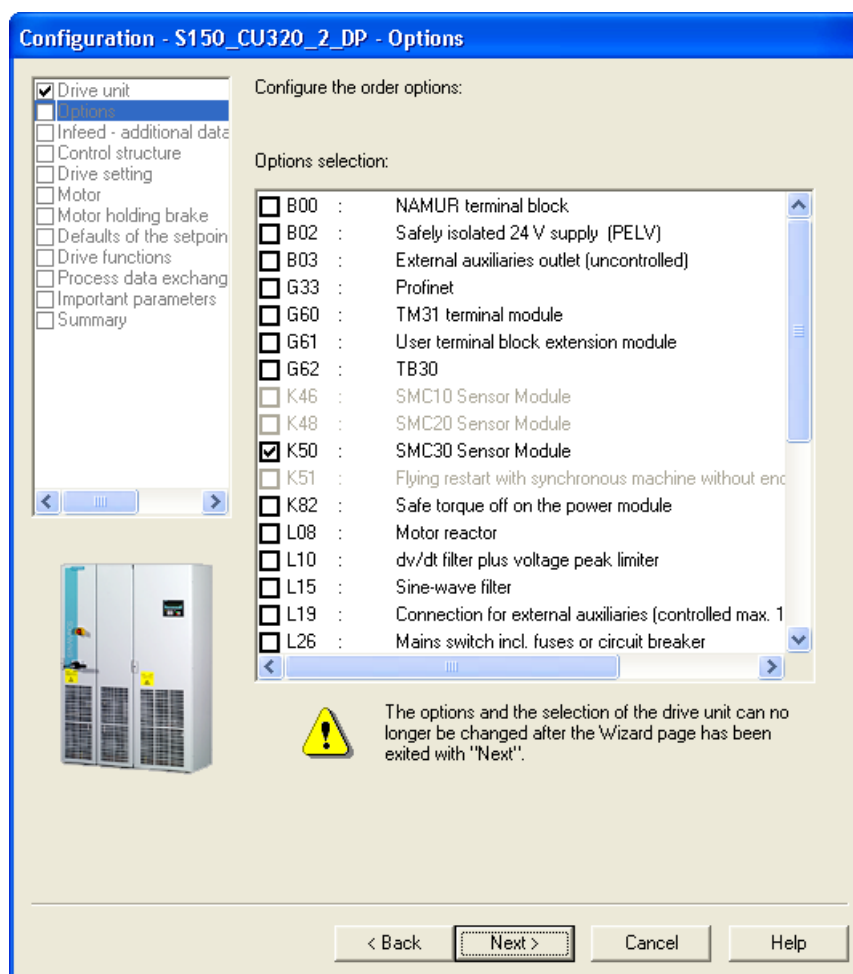 Configuration - S150_CU320_2_DP - Options
Drive unit
Options
Infeed - additional data
Control structure
Drive setting
Motor
Motor holding brake
Defaults of the setpoin
Drive functions
Process data exchang
Important parameters
Summary
Configure the order options:
Options selection:
B00 : NAMUR terminal block
B02 : Safely isolated 24 V supply (PELV)
B03 : External auxiliaries outlet (uncontrolled)
G33 : Profinet
G60 : TM31 terminal module
G61 : User terminal block extension module
G62 : TB30
K46 : SMC10 Sensor Module
K48 : SMC20 Sensor Module
K50 : SMC30 Sensor Module
K51 : Flying restart with synchronous machine without enc
K82 : Safe torque off on the power module
L08 : Motor reactor
L10 : dv/dt filter plus voltage peak limiter
L15 : Sine-wave filter
L19 : Connection for external auxiliaries (controlled max. 1
L26 : Mains switch incl. fuses or circuit breaker
The options and the selection of the drive unit can no
longer be changed after the Wizard page has been
exited with "Next".
< Back
Next >
Cancel
Help